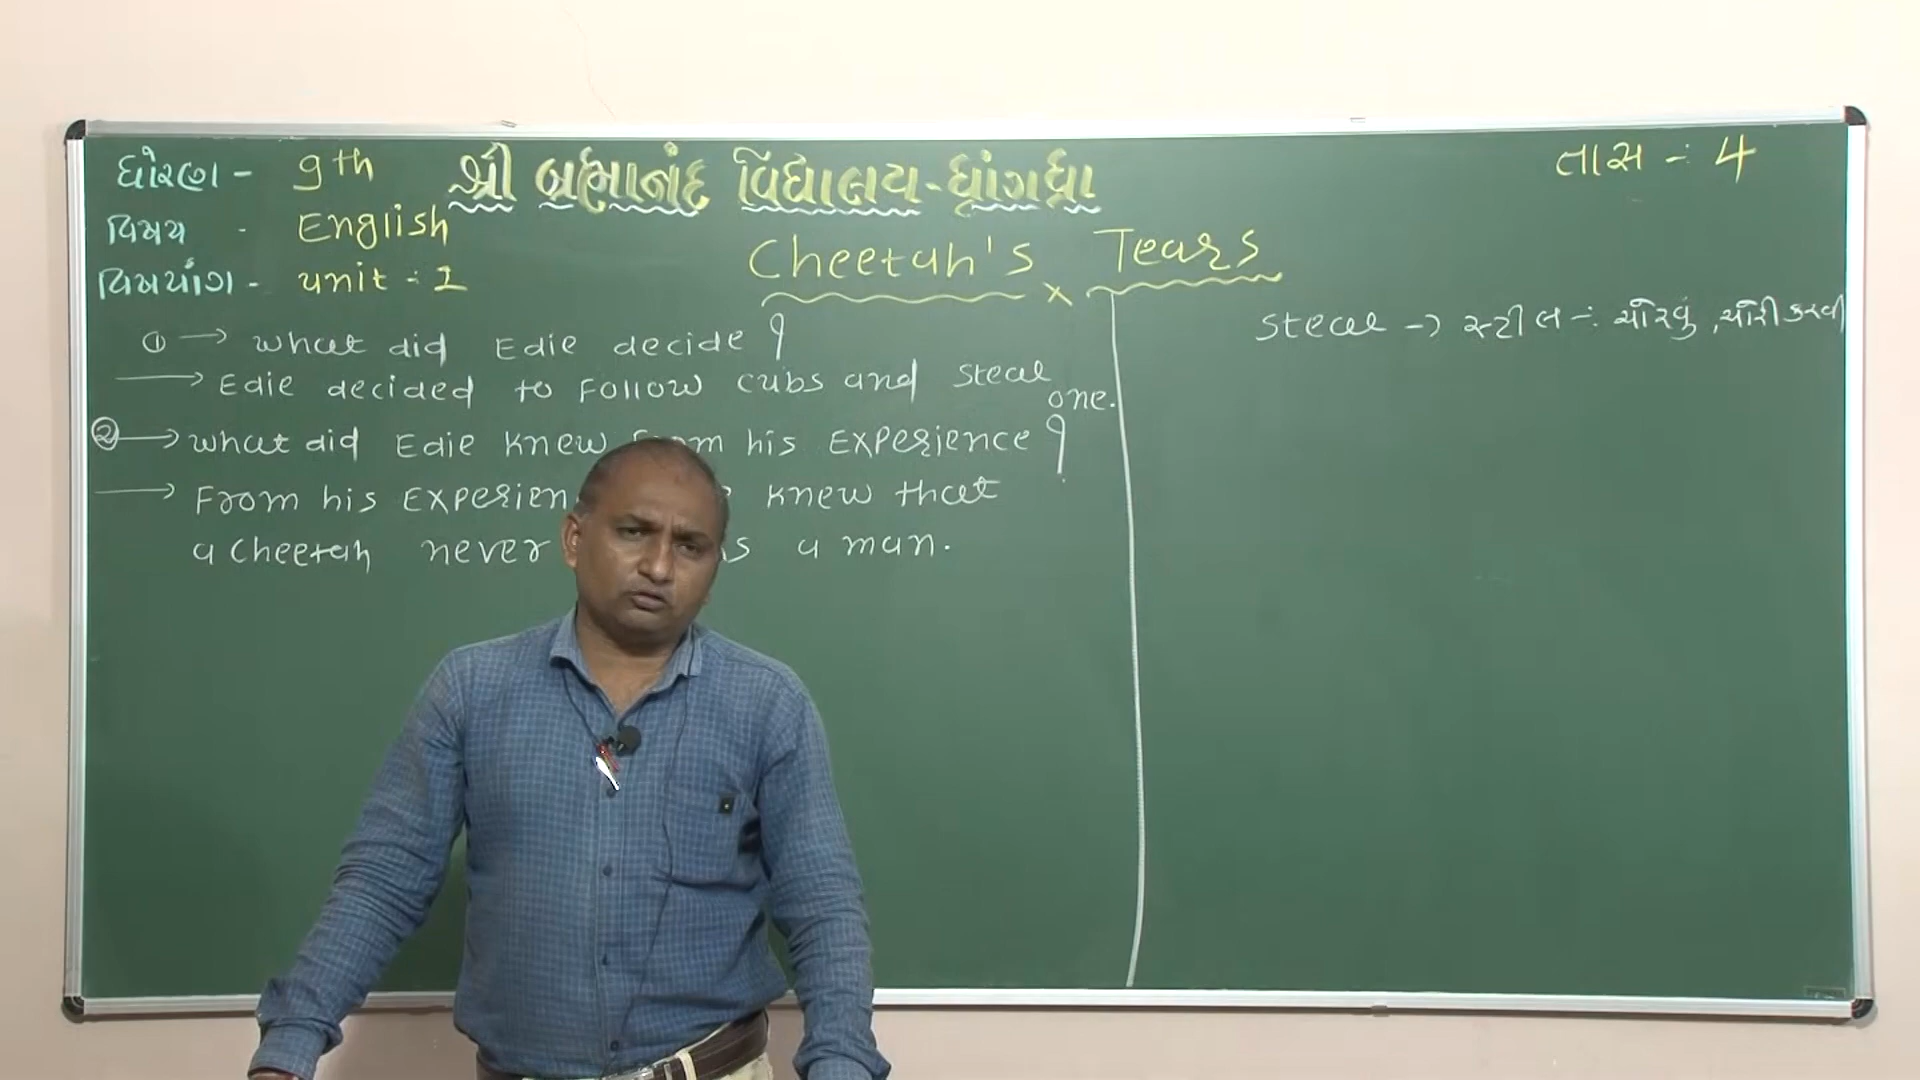 ધોરણ - 9th
શ્રી બ્રહ્માનંદ વિદ્યાલય - ધ્રાંગધ્રા
તાસ - 4
વિષય - English
વિષયાંગ - unit : 1
Cheetah's x Tears
① → What did Edie decide ?
→ Edie decided to Follow cubs and steal
one.
② → What did Edie knew from his Experience ?
→ From his knew that
a cheetah never a man.
Steal → સ્ટીલ - ચોરવું, ચોરી કરવી